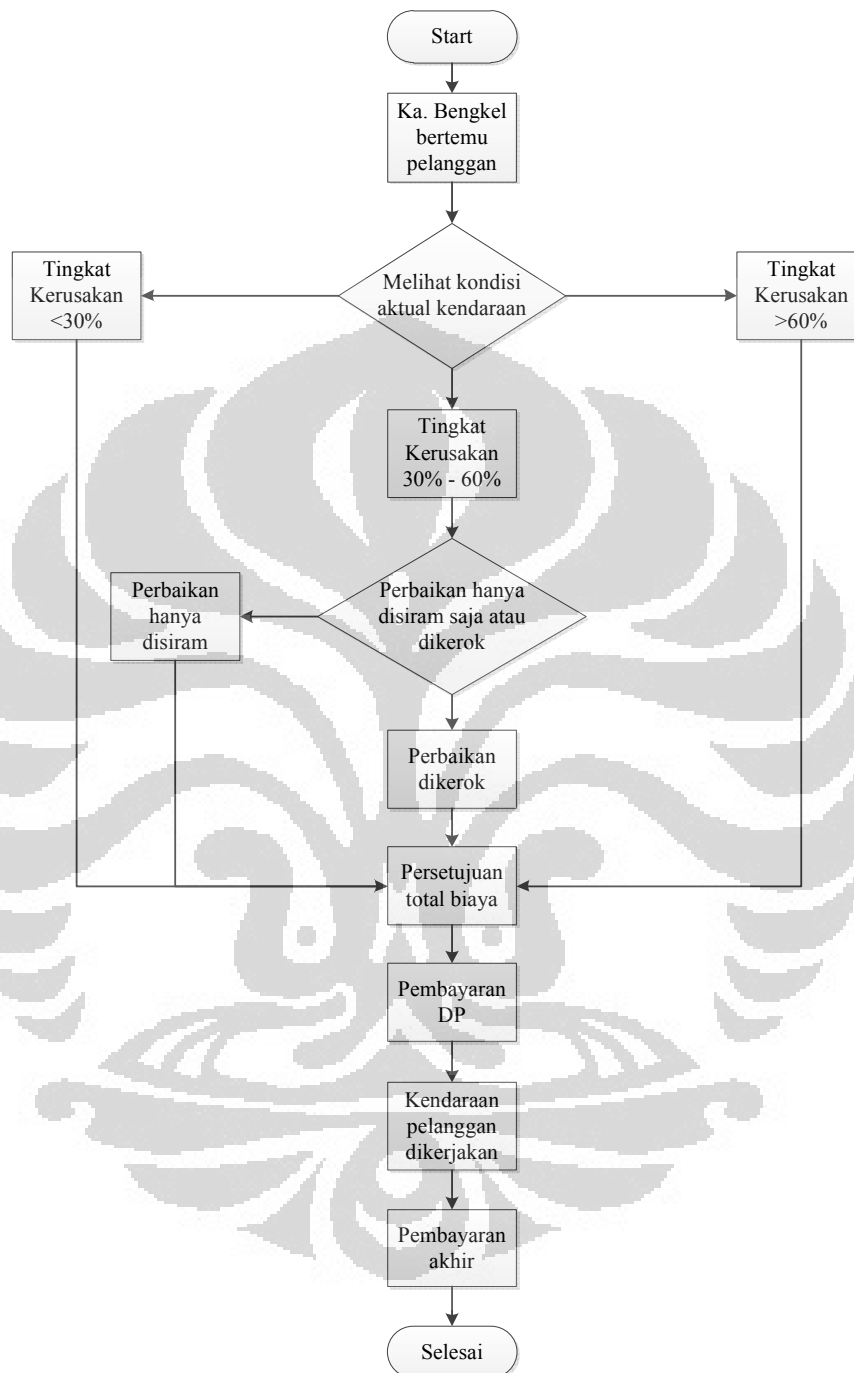 Start
Ka. Bengkel
bertemu
pelanggan
Melihat kondisi
aktual kendaraan
Tingkat
Kerusakan
<30%
Tingkat
Kerusakan
>60%
Tingkat
Kerusakan
30% - 60%
Perbaikan hanya
disiram saja atau
dikerok
Perbaikan
hanya
disiram
Perbaikan
dikerok
Persetujuan
total biaya
Pembayaran
DP
Kendaraan
pelanggan
dikerjakan
Pembayaran
akhir
Selesai